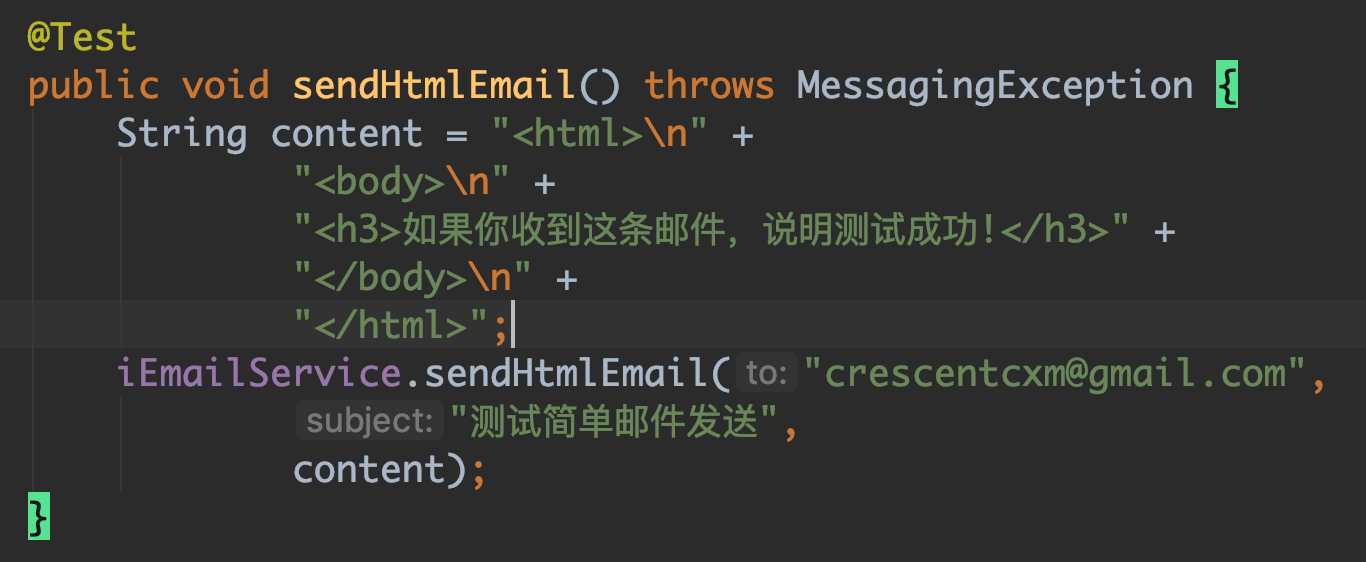 @Test
public void sendHtmlEmail() throws MessagingException {
String content = "<html>\n" +
"<body>\n" +
"<h3>如果你收到这条邮件，说明测试成功!</h3>" +
"</body>\n" +
"</html>";
iEmailService.sendHtmlEmail( to: "crescentcxm@gmail.com",
subject: "测试简单邮件发送",
content);
}